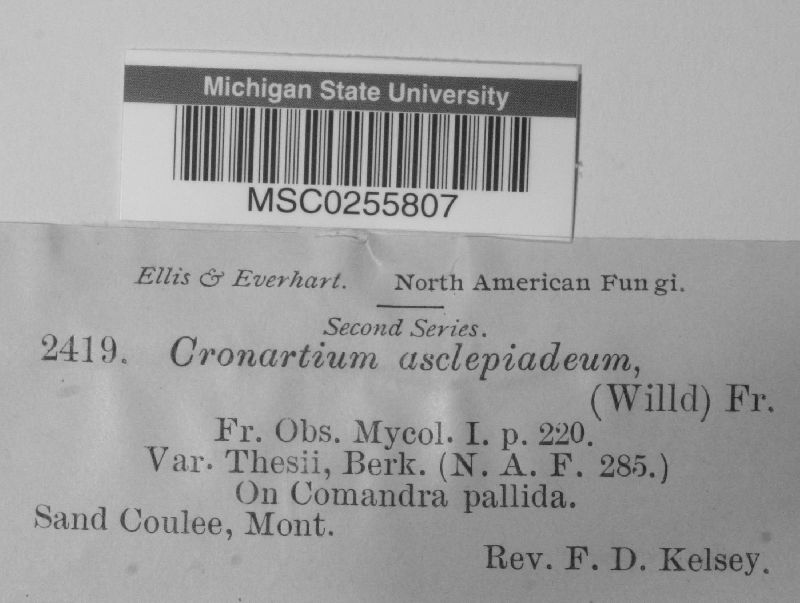 Michigan State University
MSC0255807
Ellis & Everhart. North American Fungi.
Second Series.
2419. Cronartium asclepiadeum,
(Willd) Fr.
Fr. Obs. Mycol. I. p. 220.
Var. Thesii, Berk. (N. A. F. 285.)
On Comandra pallida.
Sand Coulee, Mont.
Rev. F. D. Kelsey.